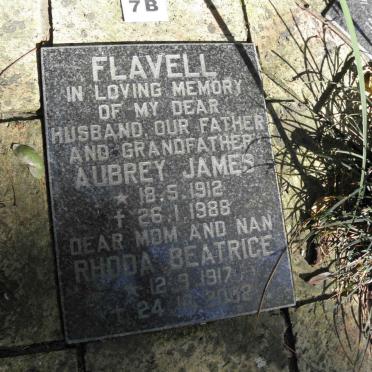 7B
FLAVELL
IN LOVING MEMORY
OF MY DEAR
HUSBAND OUR FATHER
AND GRANDFATHER
AUBREY JAMES
* 18.5.1912
† 26.1.1988
DEAR MOM AND NAN
RHODA BEATRICE
* 12.9.1917
† 24.